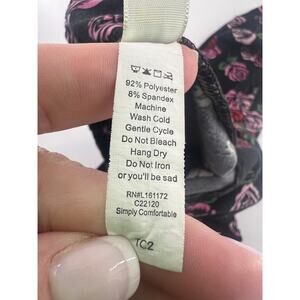 92% Polyester
8% Spandex
Machine
Wash Cold
Gentle Cycle
Do Not Bleach
Hang Dry
Do Not Iron
or you'll be sad
RN#L161172
C22120
Simply Comfortable
TC2